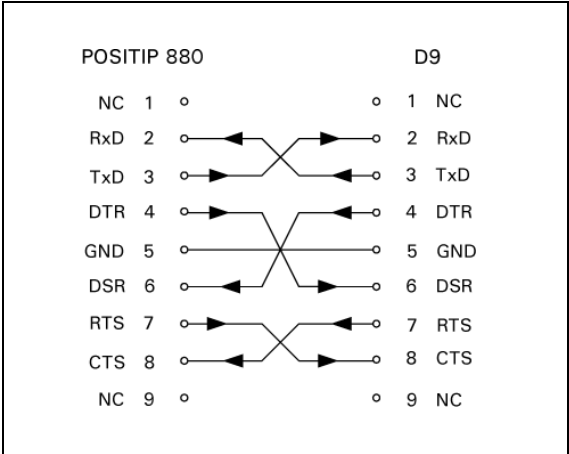 POSITIP 880 D9
NC 1 1 NC
RxD 2 2 RxD
TxD 3 3 TxD
DTR 4 4 DTR
GND 5 5 GND
DSR 6 6 DSR
RTS 7 7 RTS
CTS 8 8 CTS
NC 9 9 NC